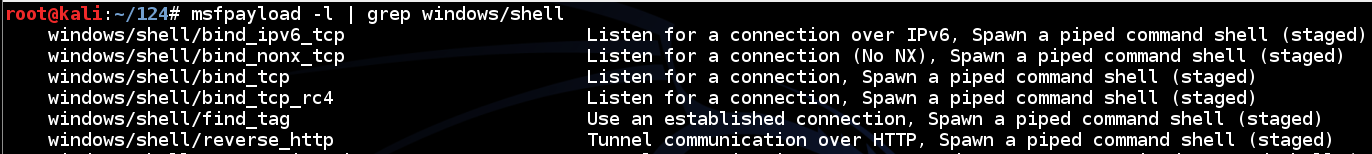 root@kali:~/124# msfpayload -l | grep windows/shell
windows/shell/bind_ipv6_tcp Listen for a connection over IPv6, Spawn a piped command shell (staged)
windows/shell/bind_nonx_tcp Listen for a connection (No NX), Spawn a piped command shell (staged)
windows/shell/bind_tcp Listen for a connection, Spawn a piped command shell (staged)
windows/shell/bind_tcp_rc4 Listen for a connection, Spawn a piped command shell (staged)
windows/shell/find_tag Use an established connection, Spawn a piped command shell (staged)
windows/shell/reverse_http Tunnel communication over HTTP, Spawn a piped command shell (staged)